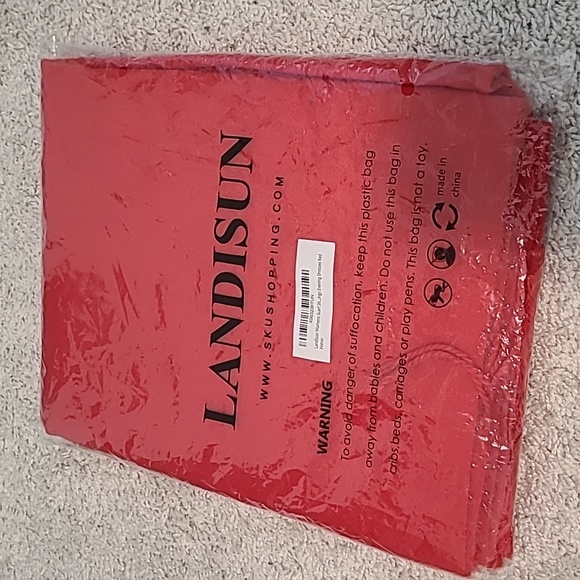 LANDISUN
WWW.SKUSHOPPING.COM
WARNING
To avoid danger of suffocation, keep this plastic bag
away from babies and children. Do not use this bag in
cribs,beds, carriages or play pens. This bag is not a toy.
made in
china